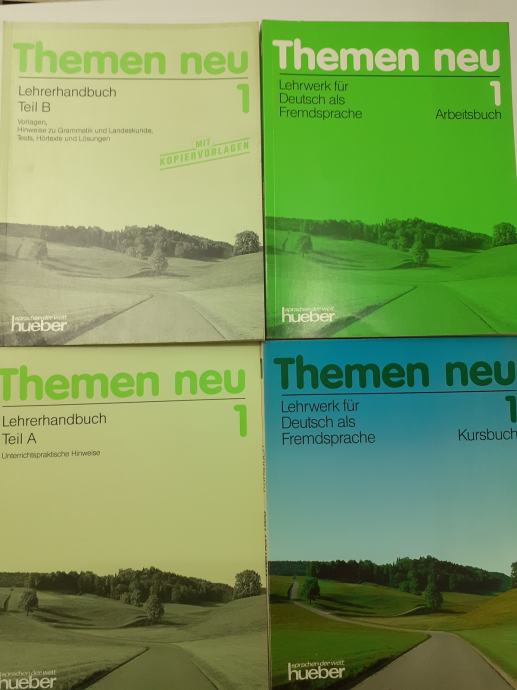 Themen neu
1
Lehrerhandbuch
Teil B
Vorlagen,
Hinweise zu Grammatik und Landeskunde,
Tests, Hörtexte und Lösungen
MIT
KOPIERVORLAGEN
sprachen der welt
hueber
Themen neu
1
Lehrwerk für
Deutsch als
Fremdsprache
Arbeitsbuch
sprachen der welt
hueber
Themen neu
1
Lehrerhandbuch
Teil A
Unterrichtspraktische Hinweise
sprachen der welt
hueber
Themen neu
1
Lehrwerk für
Deutsch als
Fremdsprache
Kursbuch
sprachen der welt
hueber